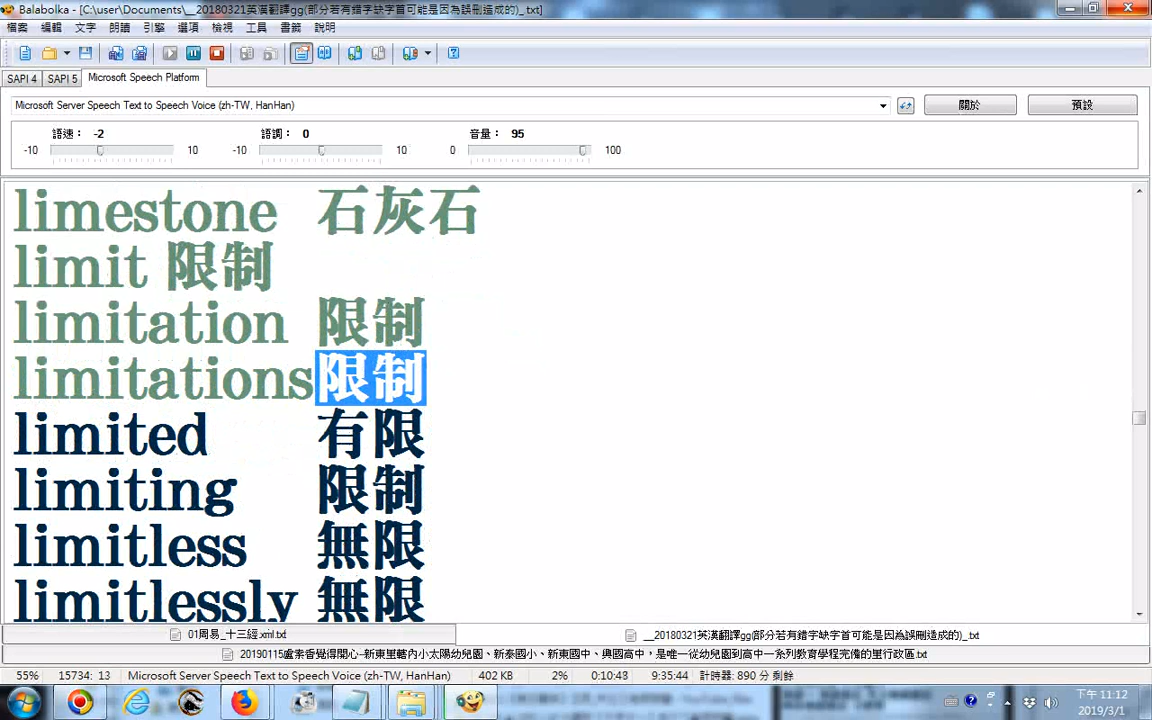 Balabolka - [C:\user\Documents\__20180321英漢翻譯gg(部分若有錯字缺字首可能是因為誤刪造成的)_txt]
檔案 編輯 文字 朗讀 引擎 選項 檢視 工具 書籤 說明
SAPI 4 SAPI 5 Microsoft Speech Platform
Microsoft Server Speech Text to Speech Voice (zh-TW, HanHan) 關於 預設
語速： -2 語調： 0 音量： 95
-10 10 -10 10 0 100
limestone 石灰石
limit 限制
limitation 限制
limitations 限制
limited 有限
limiting 限制
limitless 無限
limitlessly 無限
01周易_十三經.xml.txt __20180321英漢翻譯gg(部分若有錯字缺字首可能是因為誤刪造成的)_txt
20190115盧素香覺得開心~新東里轄內小太陽幼兒園、新泰國小、新東國中、興國高中，是唯一從幼兒園到高中一系列教育學程完備的里行政區.txt
55% 15734: 13 Microsoft Server Speech Text to Speech Voice (zh-TW, HanHan) 402 KB 2% 0:10:48 9:35:44 計時器: 890 分 剩餘
下午 11:12
2019/3/1